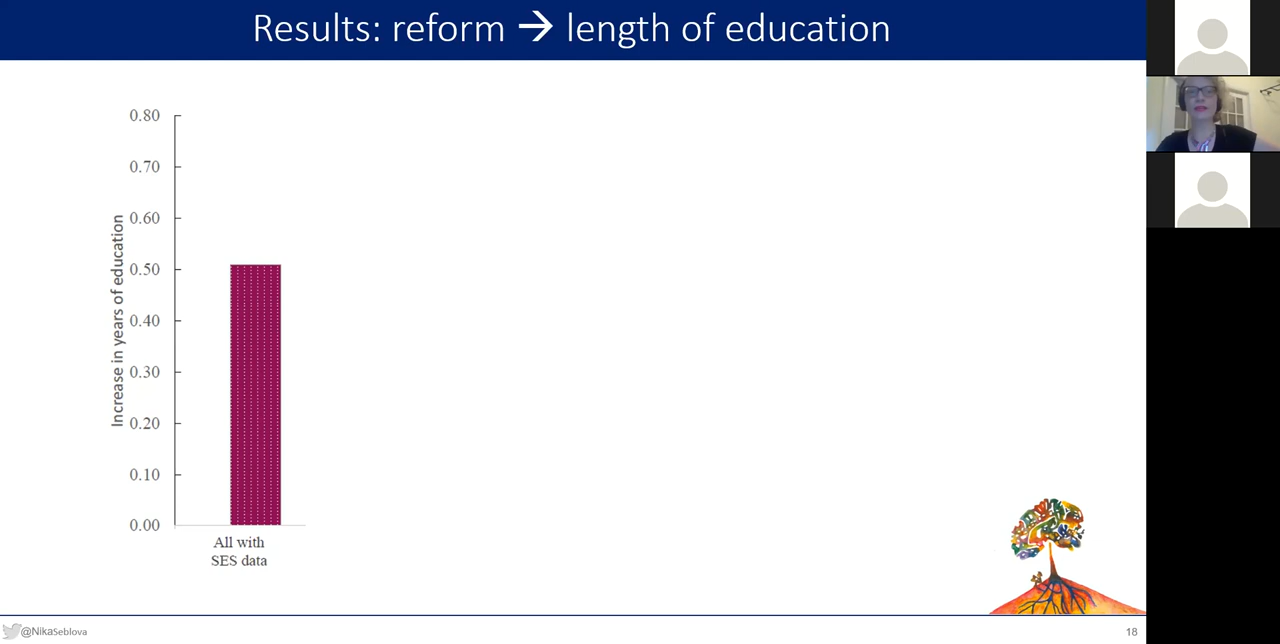 Results: reform → length of education
Increase in years of education
0.80
0.70
0.60
0.50
0.40
0.30
0.20
0.10
0.00
All with
SES data
@NikaSeblova
18